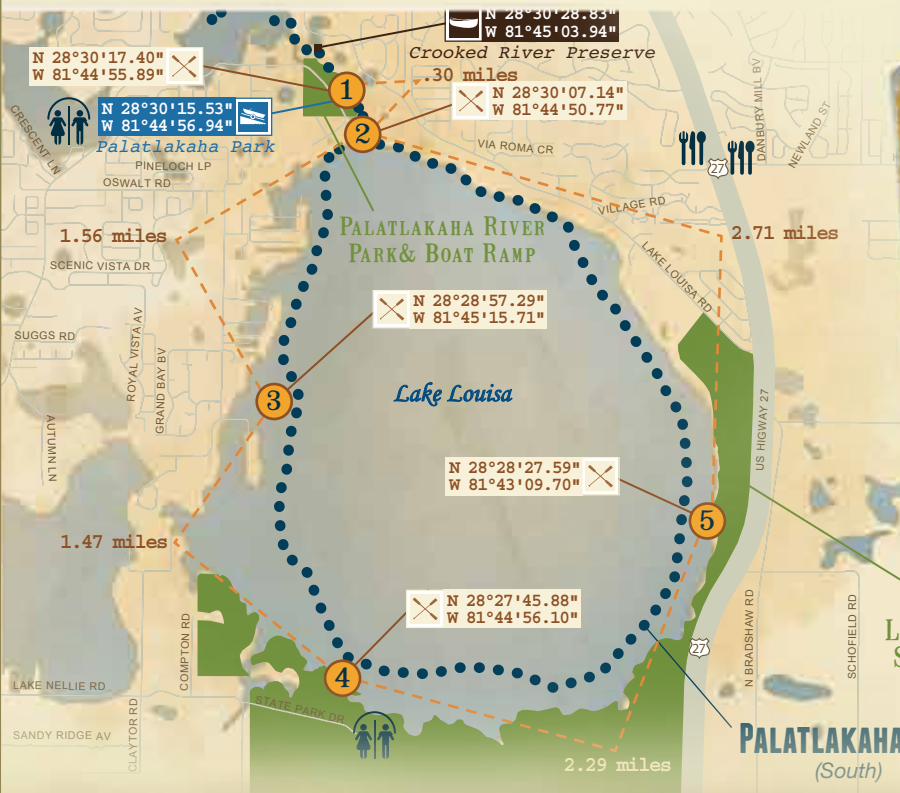 N 28°30'28.83"
W 81°45'03.94"
Crooked River Preserve
N 28°30'17.40"
W 81°44'55.89"
1
.30 miles
N 28°30'07.14"
W 81°44'50.77"
N 28°30'15.53"
W 81°44'56.94"
Palatlakaha Park
2
CRESCENT LN
PINELOCH LP
OSWALT RD
VIA ROMA CR
27
DANBURY MILL BV
NEWLAND ST
VILLAGE RD
PALATLAKAHA RIVER
PARK& BOAT RAMP
1.56 miles
2.71 miles
SCENIC VISTA DR
LAKE LOUISA RD
N 28°28'57.29"
W 81°45'15.71"
SUGGS RD
ROYAL VISTA AV
GRAND BAY BV
3
Lake Louisa
AUTUMN LN
US HIGWAY 27
N 28°28'27.59"
W 81°43'09.70"
5
1.47 miles
N 28°27'45.88"
W 81°44'56.10"
COMPTON RD
N BRADSHAW RD
SCHOFIELD RD
27
4
LAKE NELLIE RD
STATE PARK DR
CLAYTON RD
SANDY RIDGE AV
2.29 miles
PALATLAKAHA
(South)
L
S